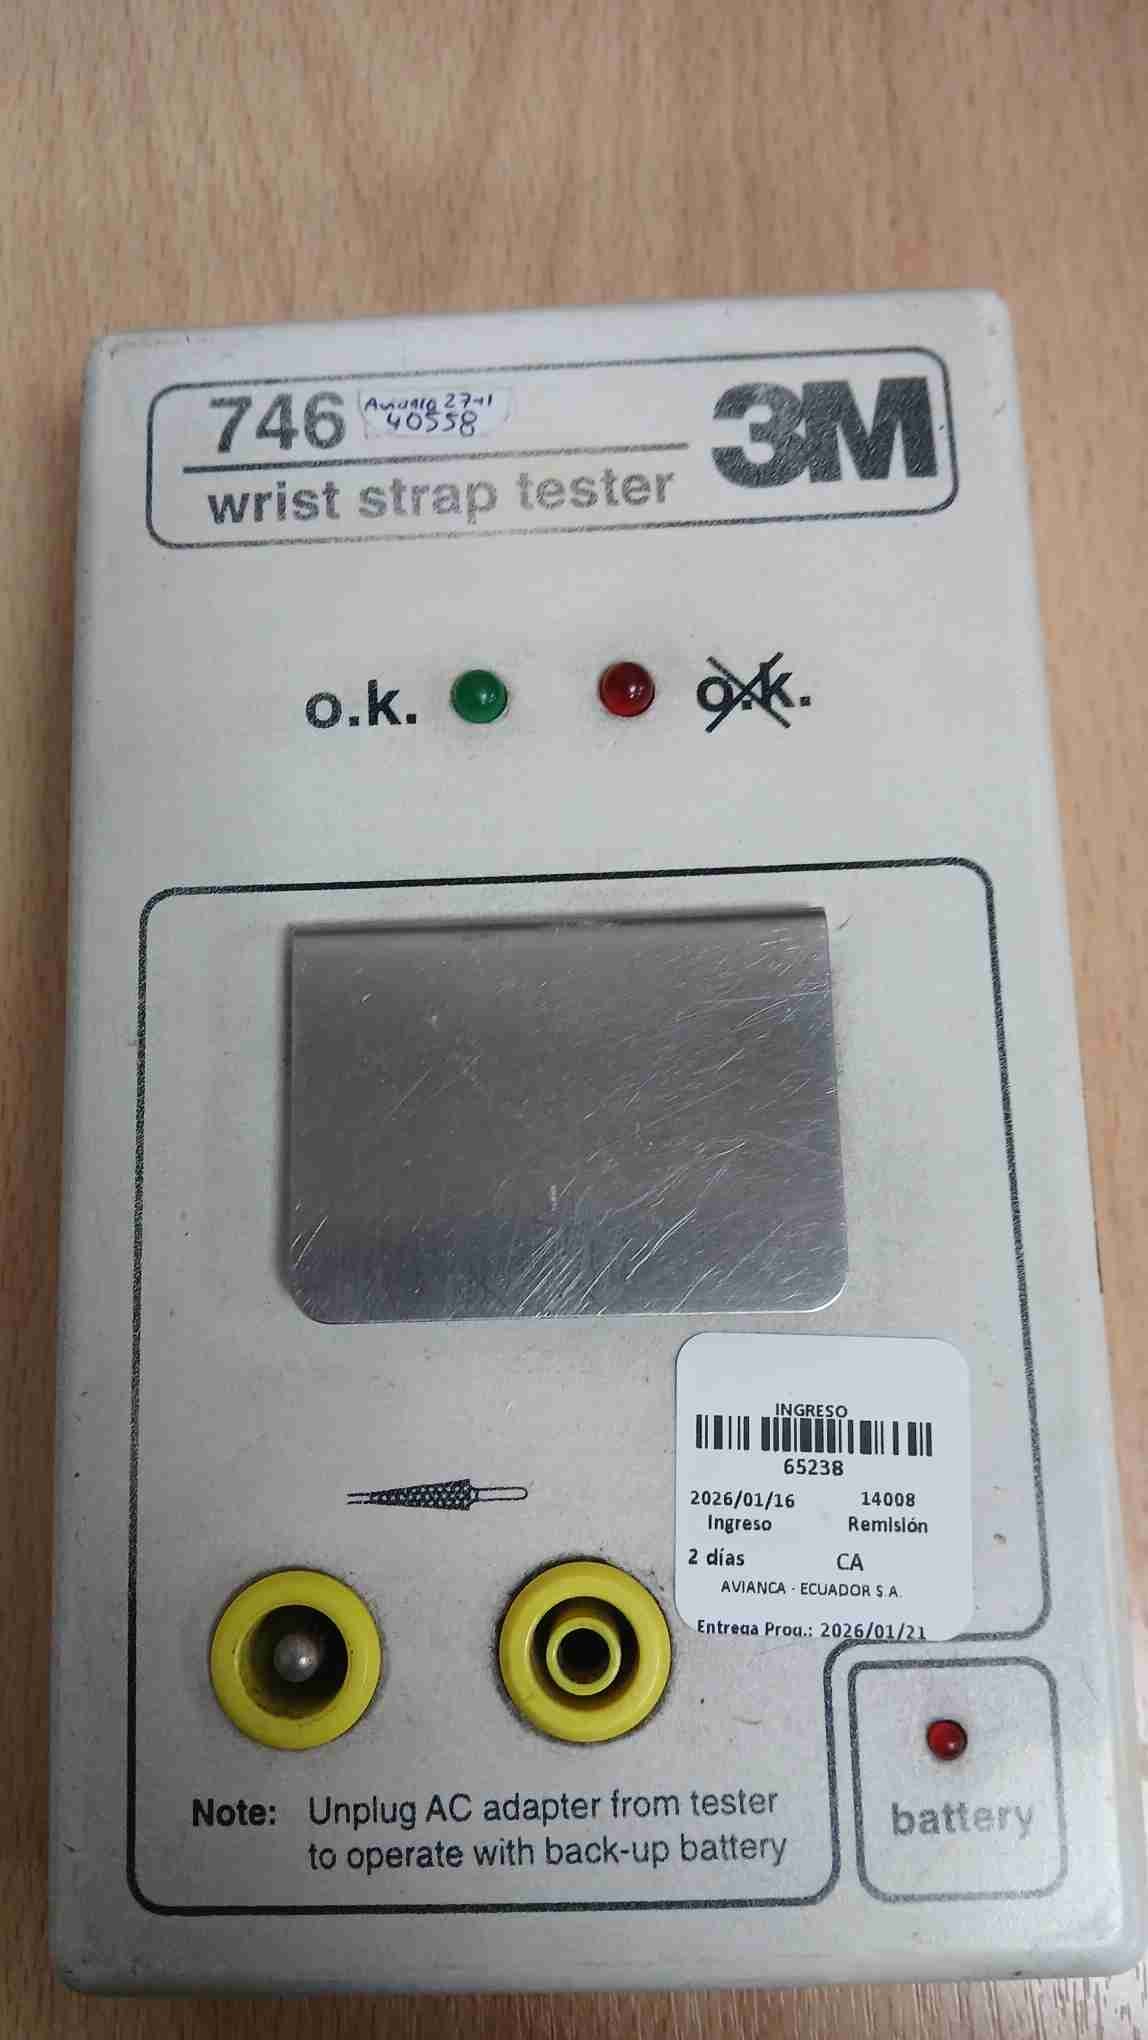 746
40558
3M
wrist strap tester
o.k.
o.k.
INGRESO
65238
2026/01/16 14008
Ingreso Remisión
2 días CA
AVIANCA - ECUADOR S.A.
Entrega Prog.: 2026/01/21
Note: Unplug AC adapter from tester
to operate with back-up battery
battery